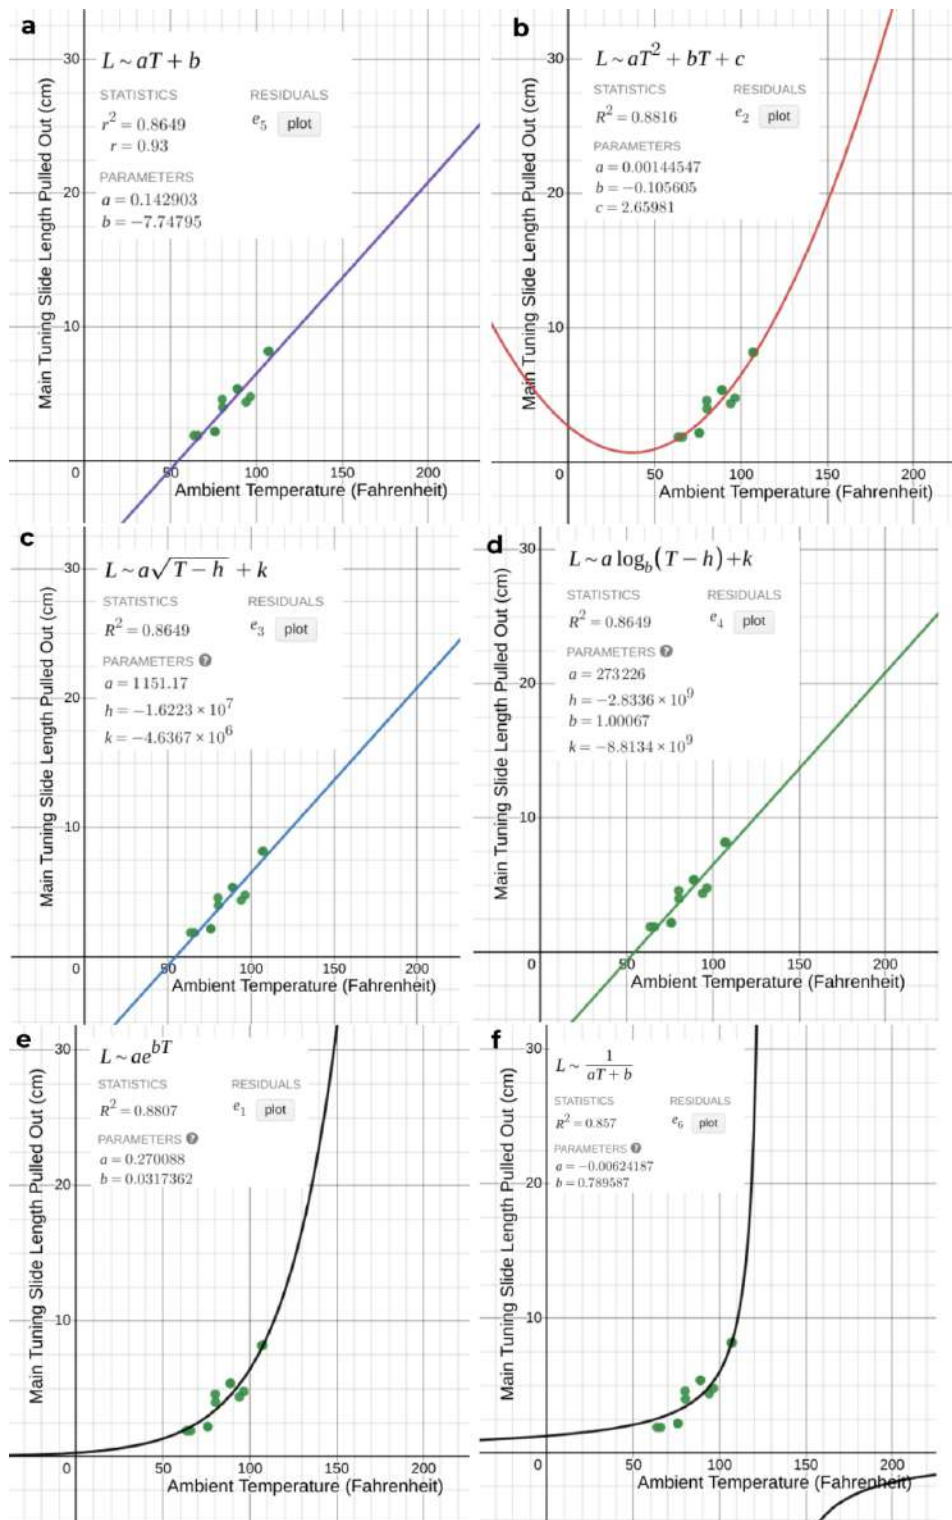 a
L ~ aT + b
STATISTICS RESIDUALS
r² = 0.8649 e₅ plot
r = 0.93
PARAMETERS
a = 0.142903
b = −7.74795
Main Tuning Slide Length Pulled Out (cm)
30
20
10
0 50 100 150 200
Ambient Temperature (Fahrenheit)
b
L ~ aT² + bT + c
STATISTICS RESIDUALS
R² = 0.8816 e₂ plot
PARAMETERS
a = 0.00144547
b = −0.105605
c = 2.65981
Main Tuning Slide Length Pulled Out (cm)
30
20
10
0 50 100 150 200
Ambient Temperature (Fahrenheit)
c
L ~ a√(T − h) + k
STATISTICS RESIDUALS
R² = 0.8649 e₃ plot
PARAMETERS ?
a = 1151.17
h = −1.6223 × 10⁷
k = −4.6367 × 10⁶
Main Tuning Slide Length Pulled Out (cm)
30
20
10
0 50 100 150 200
Ambient Temperature (Fahrenheit)
d
L ~ a log_b(T − h) + k
STATISTICS RESIDUALS
R² = 0.8649 e₄ plot
PARAMETERS ?
a = 273226
h = −2.8336 × 10⁹
b = 1.00067
k = −8.8134 × 10⁹
Main Tuning Slide Length Pulled Out (cm)
30
20
10
0 50 100 150 200
Ambient Temperature (Fahrenheit)
e
L ~ ae^(bT)
STATISTICS RESIDUALS
R² = 0.8807 e₁ plot
PARAMETERS ?
a = 0.270088
b = 0.0317362
Main Tuning Slide Length Pulled Out (cm)
30
20
10
0 50 100 150 200
Ambient Temperature (Fahrenheit)
f
L ~ 1/(aT + b)
STATISTICS RESIDUALS
R² = 0.857 e₆ plot
PARAMETERS ?
a = −0.00624187
b = 0.789587
Main Tuning Slide Length Pulled Out (cm)
30
20
10
0 50 100 150 200
Ambient Temperature (Fahrenheit)